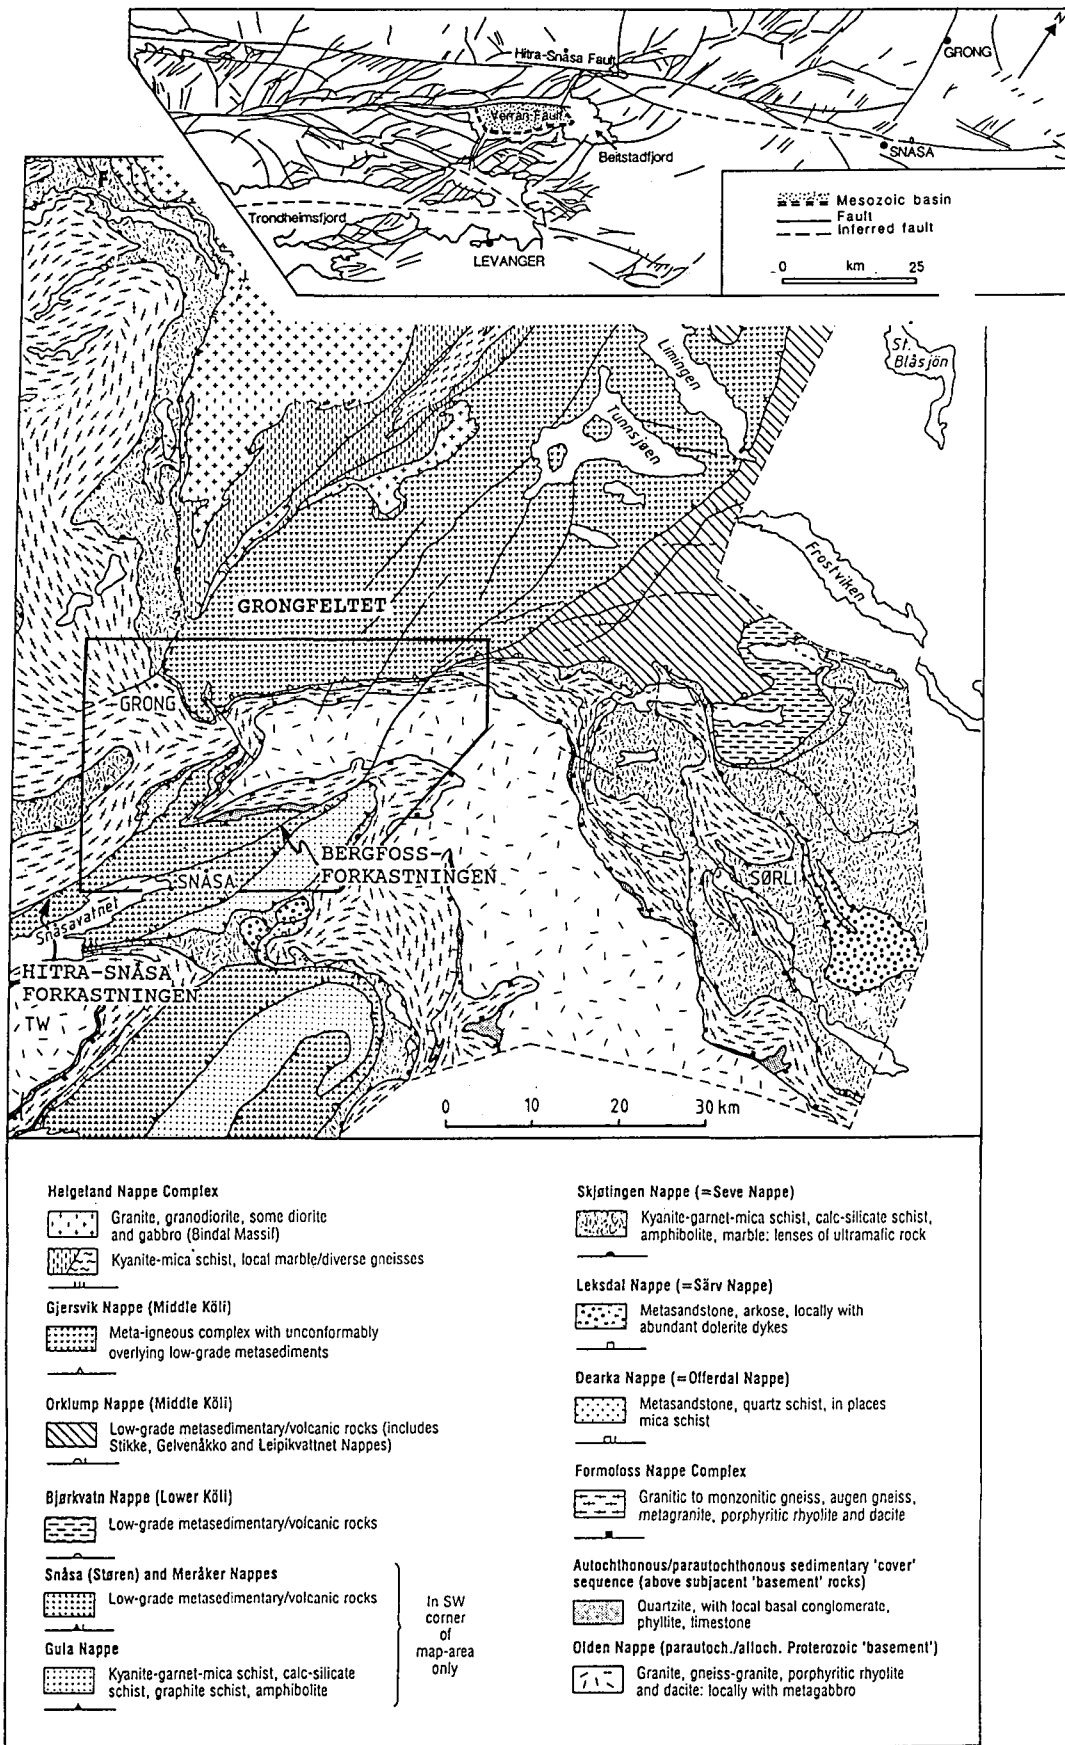 N
Hitra-Snåsa Fault
GRONG
Verran-Fault
Beitstadfjord
SNÅSA
Trondheimsfjord
LEVANGER
Mesozoic basin
Fault
Inferred fault
0 km 25
F
Limingen
Tunnsjøen
St. Blåsjön
Frostviken
GRONGFELTET
GRONG
BERGFOSS-
FORKASTNINGEN
SNÅSA
SØRLI
Snåsavatnet
HITRA-SNÅSA
FORKASTNINGEN
TW
0 10 20 30 km
Helgeland Nappe Complex
Granite, granodiorite, some diorite
and gabbro (Bindal Massif)
Kyanite-mica schist, local marble/diverse gneisses
Gjersvik Nappe (Middle Köli)
Meta-igneous complex with unconformably
overlying low-grade metasediments
Orklump Nappe (Middle Köli)
Low-grade metasedimentary/volcanic rocks (includes
Stikke, Gelvenåkko and Leipikvattnet Nappes)
Bjørkvatn Nappe (Lower Köli)
Low-grade metasedimentary/volcanic rocks
Snåsa (Støren) and Meråker Nappes
Low-grade metasedimentary/volcanic rocks
Gula Nappe
Kyanite-garnet-mica schist, calc-silicate
schist, graphite schist, amphibolite
In SW
corner
of
map-area
only
Skjøtingen Nappe (=Seve Nappe)
Kyanite-garnet-mica schist, calc-silicate schist,
amphibolite, marble: lenses of ultramafic rock
Leksdal Nappe (=Särv Nappe)
Metasandstone, arkose, locally with
abundant dolerite dykes
Dearka Nappe (=Offerdal Nappe)
Metasandstone, quartz schist, in places
mica schist
Formofoss Nappe Complex
Granitic to monzonitic gneiss, augen gneiss,
metagranite, porphyritic rhyolite and dacite
Autochthonous/parautochthonous sedimentary 'cover'
sequence (above subjacent 'basement' rocks)
Quartzite, with local basal conglomerate,
phyllite, limestone
Olden Nappe (parautoch./alloch. Proterozoic 'basement')
Granite, gneiss-granite, porphyritic rhyolite
and dacite: locally with metagabbro